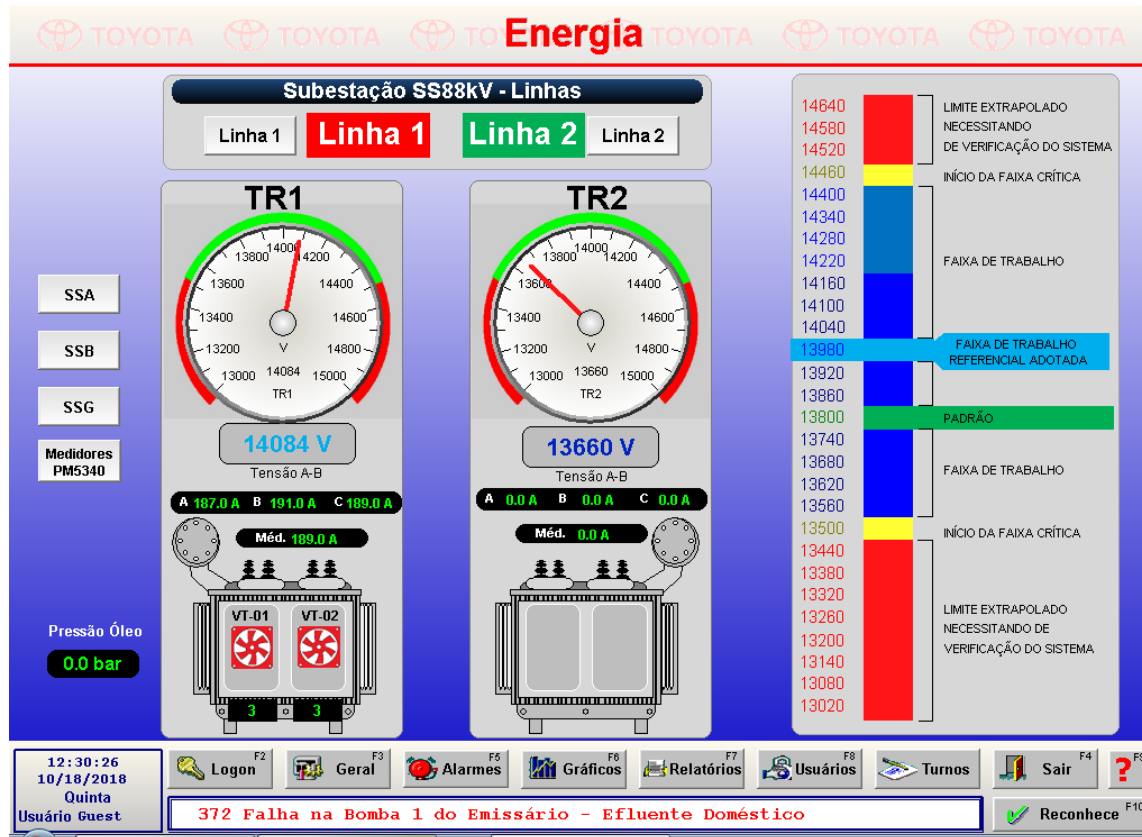 TOYOTA TOYOTA TO Energia TOYOTA TOYOTA TOYOTA
Subestação SS88kV - Linhas
Linha 1 Linha 1 Linha 2 Linha 2
TR1
13000 13200 13400 13600 13800 14000 14200 14400 14600 14800 15000
V
14084
TR1
14084 V
Tensão A-B
A 187.0 A B 191.0 A C 189.0 A
Méd. 189.0 A
VT-01 VT-02
3 3
TR2
13000 13200 13400 13600 13800 14000 14200 14400 14600 14800 15000
V
13660
TR2
13660 V
Tensão A-B
A 0.0 A B 0.0 A C 0.0 A
Méd. 0.0 A
SSA
SSB
SSG
Medidores
PM5340
Pressão Óleo
0.0 bar
14640
14580
14520
14460
14400
14340
14280
14220
14160
14100
14040
13980
13920
13860
13800
13740
13680
13620
13560
13500
13440
13380
13320
13260
13200
13140
13080
13020
LIMITE EXTRAPOLADO
NECESSITANDO
DE VERIFICAÇÃO DO SISTEMA
INÍCIO DA FAIXA CRÍTICA
FAIXA DE TRABALHO
FAIXA DE TRABALHO
REFERENCIAL ADOTADA
PADRÃO
FAIXA DE TRABALHO
INÍCIO DA FAIXA CRÍTICA
LIMITE EXTRAPOLADO
NECESSITANDO DE
VERIFICAÇÃO DO SISTEMA
12:30:26
10/18/2018
Quinta
Usuário Guest
Logon F2
Geral F3
Alarmes F5
Gráficos F6
Relatórios F7
Usuários F8
Turnos
Sair F4
? F9
372 Falha na Bomba 1 do Emissário - Efluente Doméstico
Reconhece F10